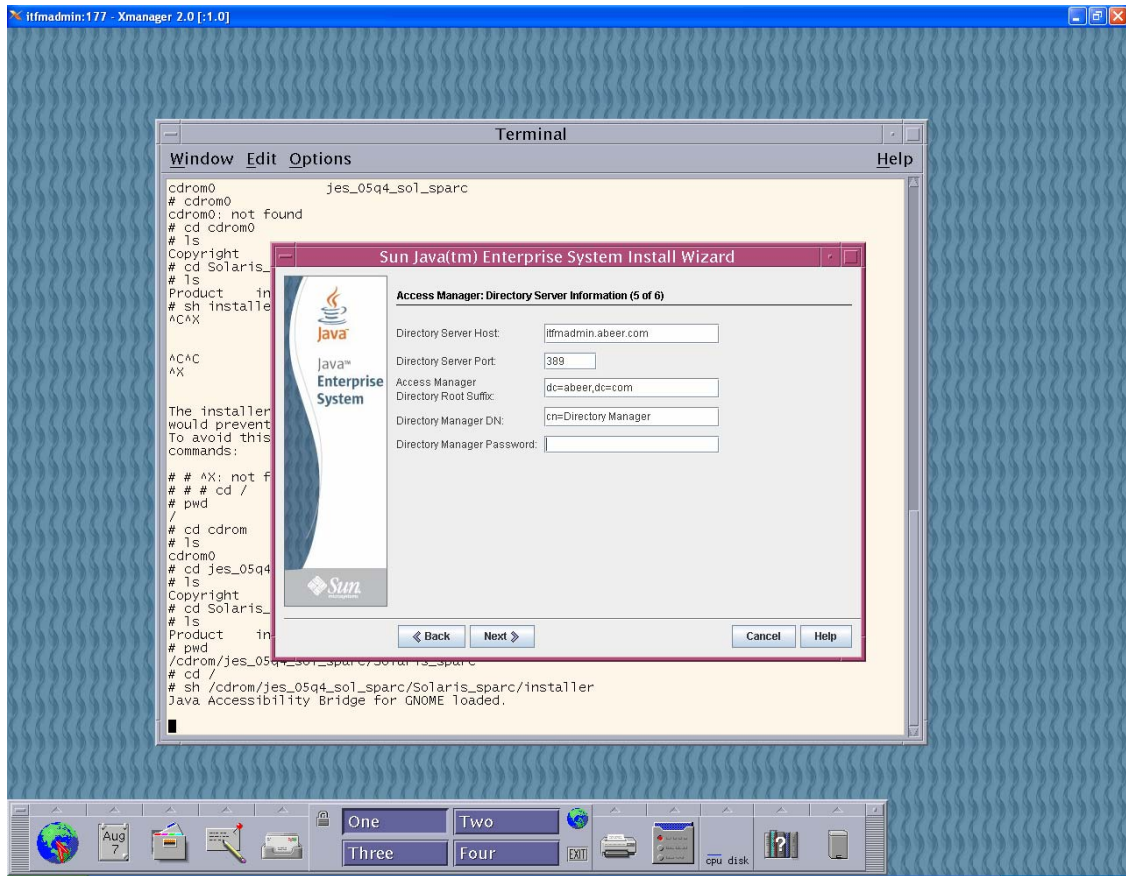 itfmadmin:177 - Xmanager 2.0 [:1.0]
Terminal
Window Edit Options Help
cdrom0 jes_05q4_sol_sparc
# cdrom0
cdrom0: not found
# cd cdrom0
# ls
Copyright
# cd Solaris_
# ls
Product in
# sh installe
^C^X
^C^C
^X
The installer
would prevent
To avoid this
commands:
# # ^X: not f
# # # cd /
# pwd
/
# cd cdrom
# ls
cdrom0
# cd jes_05q4
# ls
Copyright
# cd Solaris_
# ls
Product in
# pwd
/cdrom/jes_05q4_sol_sparc/Solaris_sparc
# cd /
# sh /cdrom/jes_05q4_sol_sparc/Solaris_sparc/installer
Java Accessibility Bridge for GNOME loaded.
Sun Java(tm) Enterprise System Install Wizard
Java
Java™
Enterprise
System
Sun
Access Manager: Directory Server Information (5 of 6)
Directory Server Host: itfmadmin.abeer.com
Directory Server Port: 389
Access Manager
Directory Root Suffix: dc=abeer,dc=com
Directory Manager DN: cn=Directory Manager
Directory Manager Password:
Back Next Cancel Help
Aug
7
One Two
Three Four
EXIT
cpu disk